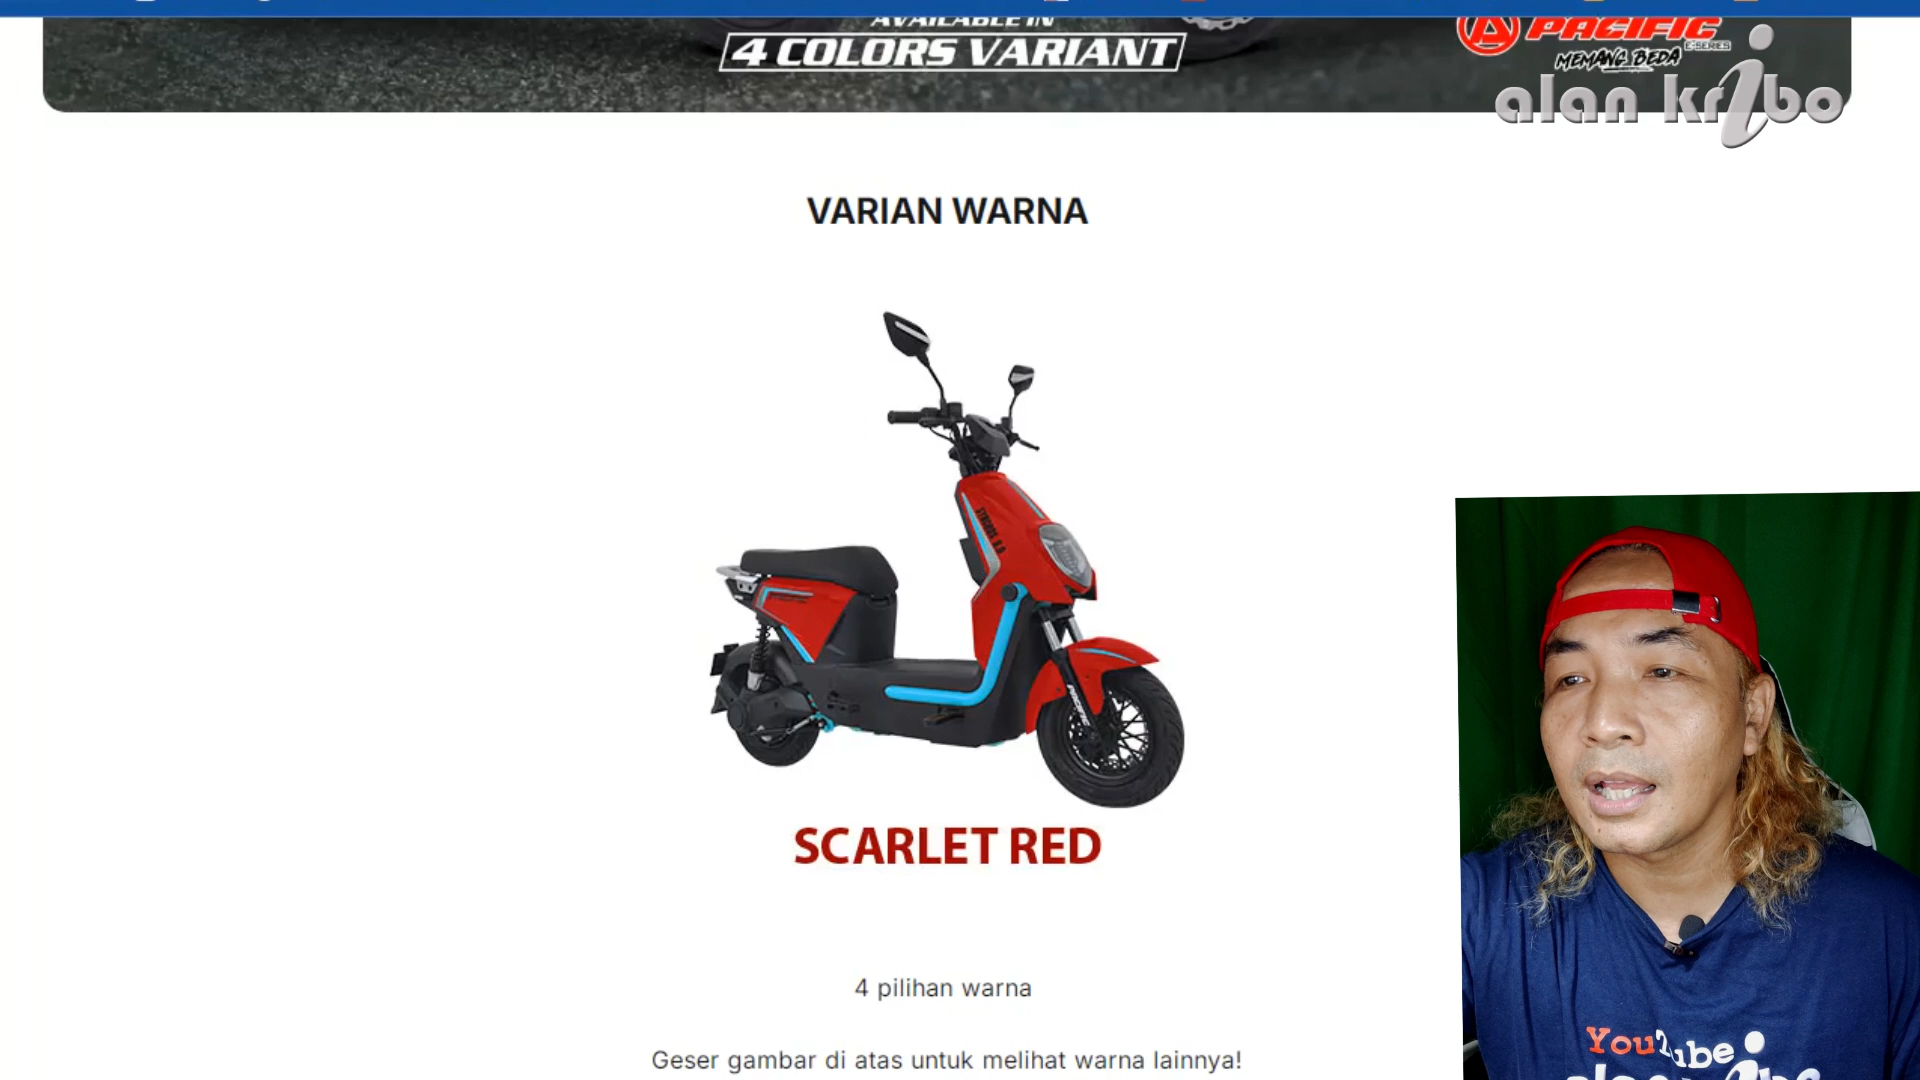 AVAILABLE IN
4 COLORS VARIANT
PACIFIC
E-SERIES
MEMANG BEDA
alan kribo
VARIAN WARNA
PACIFIC
SCARLET RED
4 pilihan warna
Geser gambar di atas untuk melihat warna lainnya!
YouTube